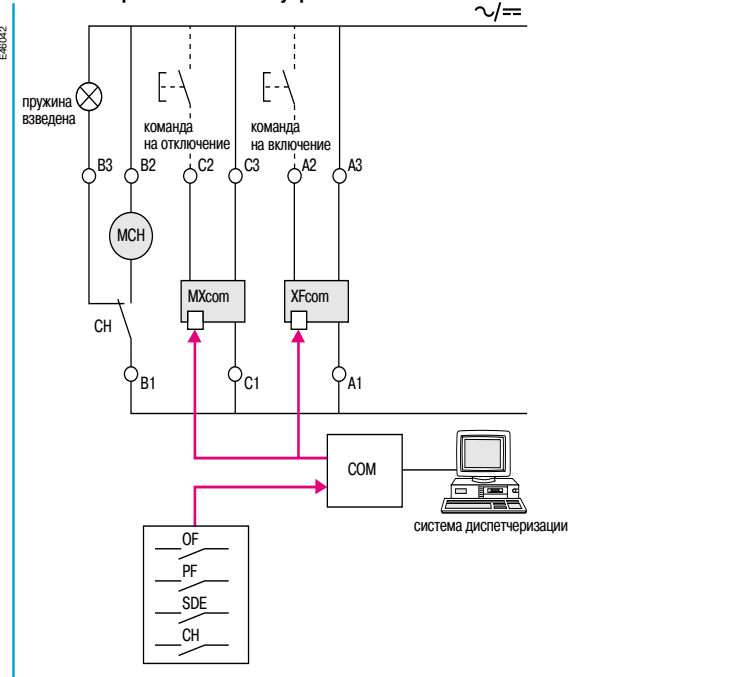 E46042
пружина
взведена
команда
на отключение
команда
на включение
B3
B2
C2
C3
A2
A3
MCH
MXcom
XFcom
CH
B1
C1
A1
COM
система диспетчеризации
OF
PF
SDE
CH